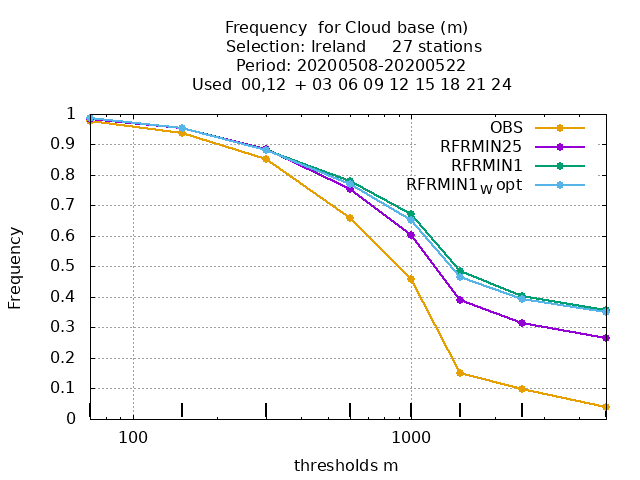 Frequency  for Cloud base (m)
Selection: Ireland     27 stations
Period: 20200508-20200522
Used  00,12  + 03 06 09 12 15 18 21 24
OBS
RFRMIN25
RFRMIN1
RFRMIN1w opt
1
0.9
0.8
0.7
0.6
0.5
0.4
0.3
0.2
0.1
0
Frequency
100
1000
thresholds m